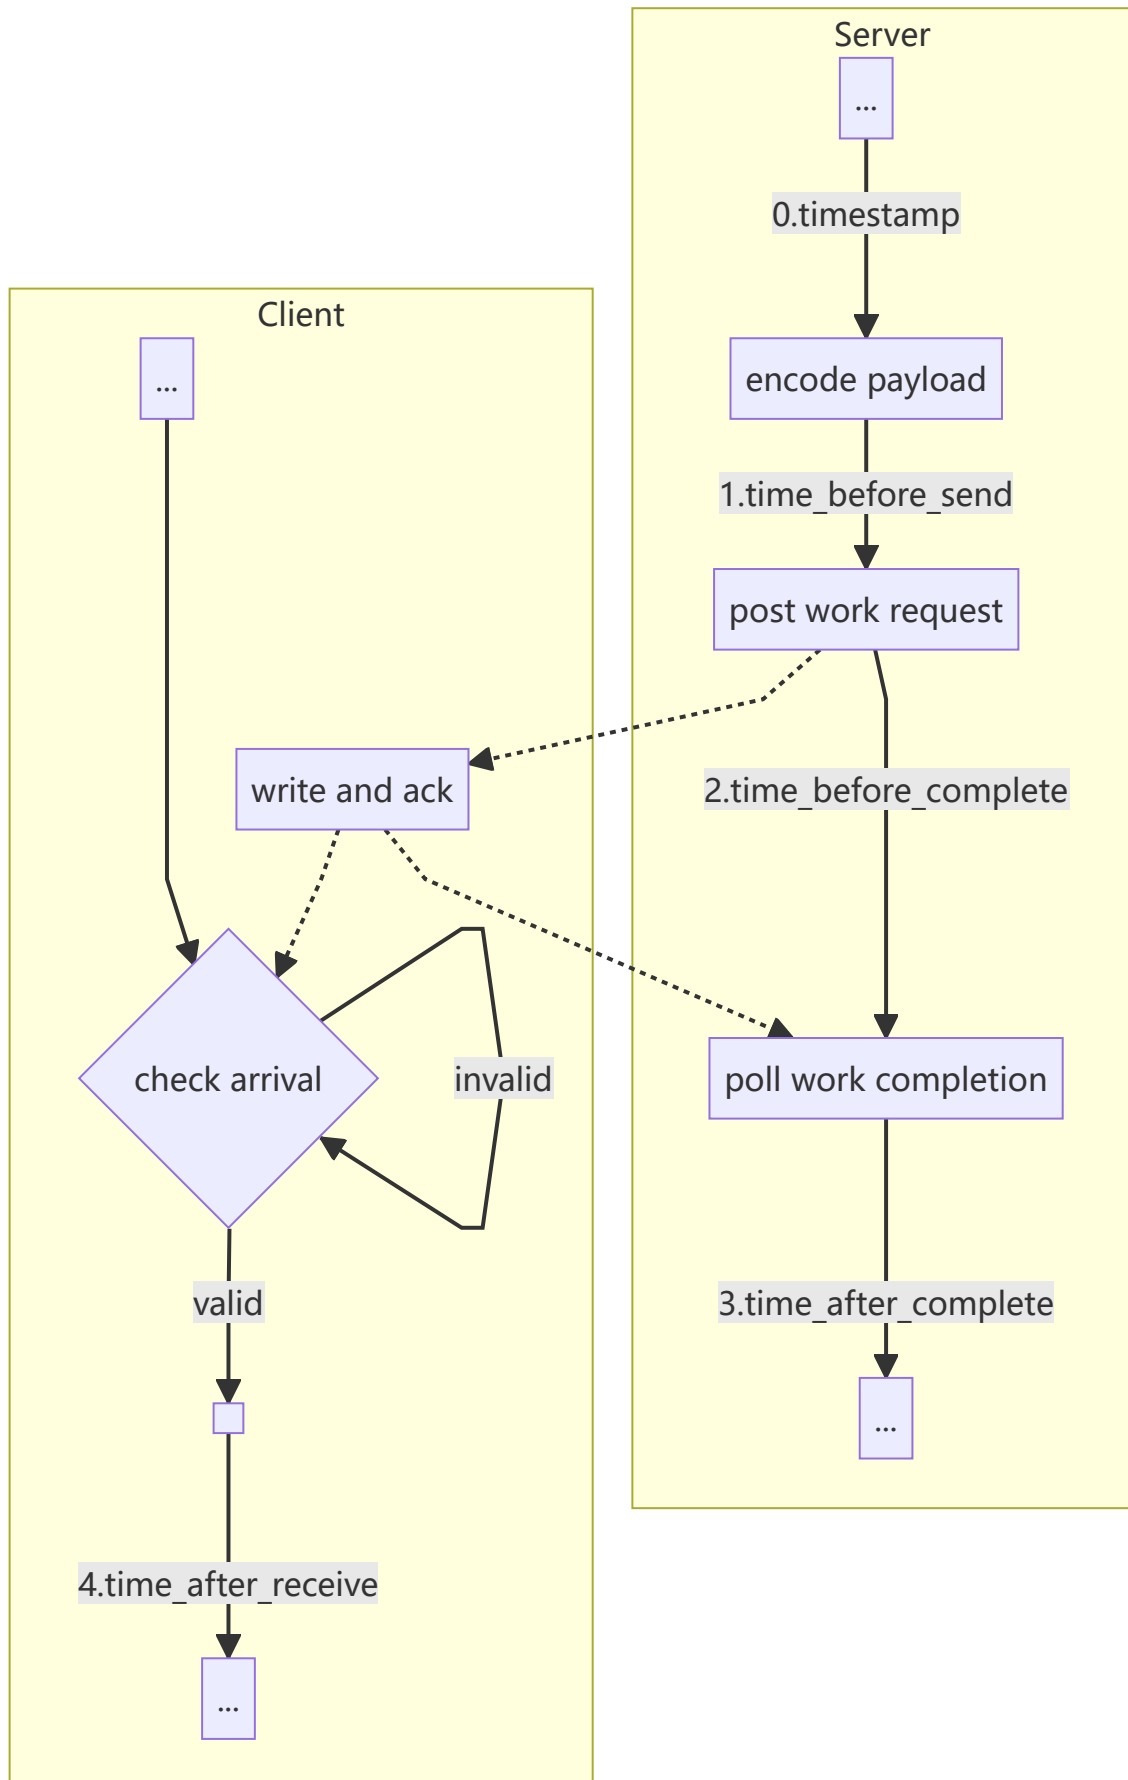 Server
...
0.timestamp
Client
...
encode payload
1.time_before_send
post work request
write and ack
2.time_before_complete
check arrival
invalid
poll work completion
valid
3.time_after_complete
...
4.time_after_receive
...